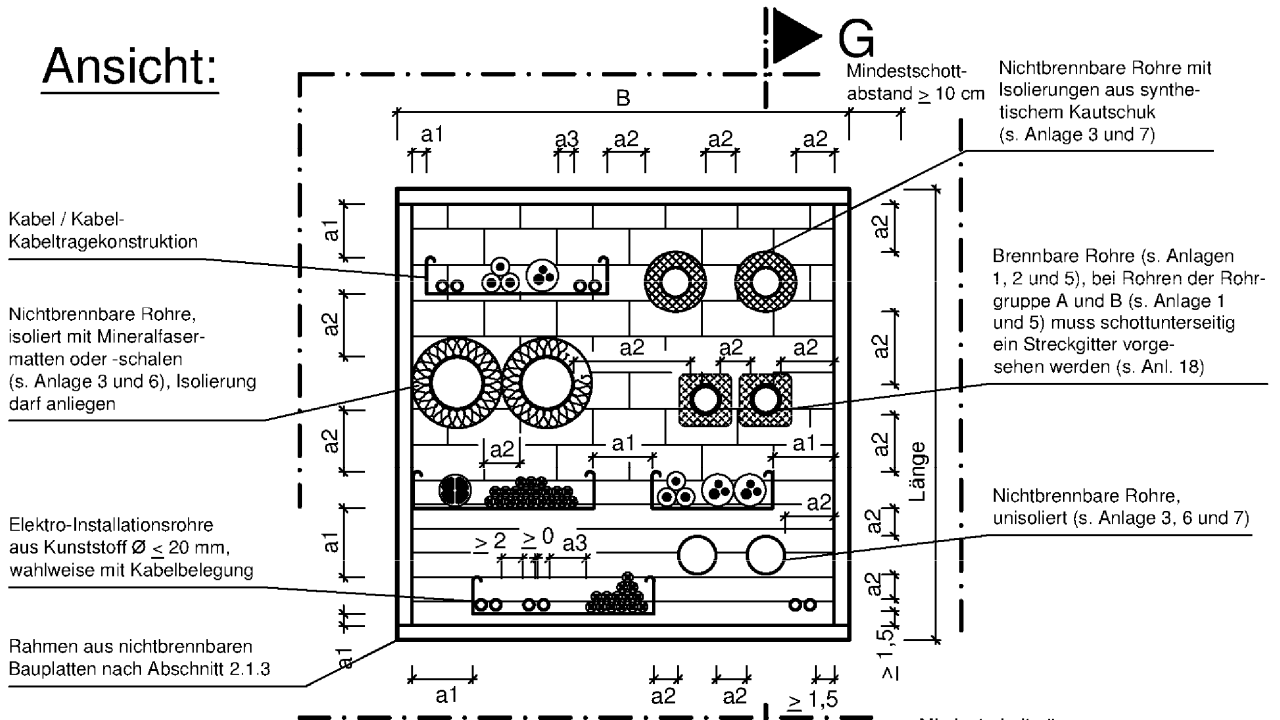 Ansicht:
G
Mindestschott-
abstand ≥ 10 cm
B
Nichtbrennbare Rohre mit
Isolierungen aus synthe-
tischem Kautschuk
(s. Anlage 3 und 7)
a1
a3
a2
a2
a2
Kabel / Kabel-
Kabeltragekonstruktion
a1
a2
Brennbare Rohre (s. Anlagen
1, 2 und 5), bei Rohren der Rohr-
gruppe A und B (s. Anlage 1
und 5) muss schottunterseitig
ein Streckgitter vorge-
sehen werden (s. Anl. 18)
Nichtbrennbare Rohre,
isoliert mit Mineralfaser-
matten oder -schalen
(s. Anlage 3 und 6), Isolierung
darf anliegen
a2
a2
a2
a2
a2
a2
a2
a1
a1
a2
Länge
a2
Nichtbrennbare Rohre,
unisoliert (s. Anlage 3, 6 und 7)
Elektro-Installationsrohre
aus Kunststoff Ø ≤ 20 mm,
wahlweise mit Kabelbelegung
a1
≥ 2
≥ 0
a3
a2
a2
Rahmen aus nichtbrennbaren
Bauplatten nach Abschnitt 2.1.3
a1
≥ 1,5
a1
a2
a2
≥ 1,5